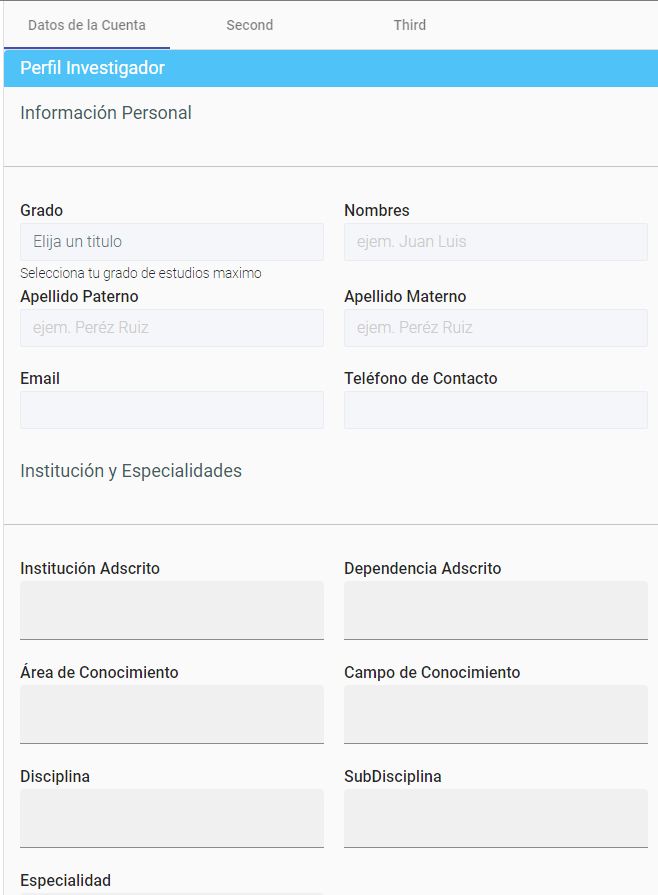 Datos de la Cuenta Second Third
Perfil Investigador
Información Personal
Grado Nombres
Elija un titulo ejem. Juan Luis
Selecciona tu grado de estudios maximo
Apellido Paterno Apellido Materno
ejem. Peréz Ruiz ejem. Peréz Ruiz
Email Teléfono de Contacto
Institución y Especialidades
Institución Adscrito Dependencia Adscrito
Área de Conocimiento Campo de Conocimiento
Disciplina SubDisciplina
Especialidad